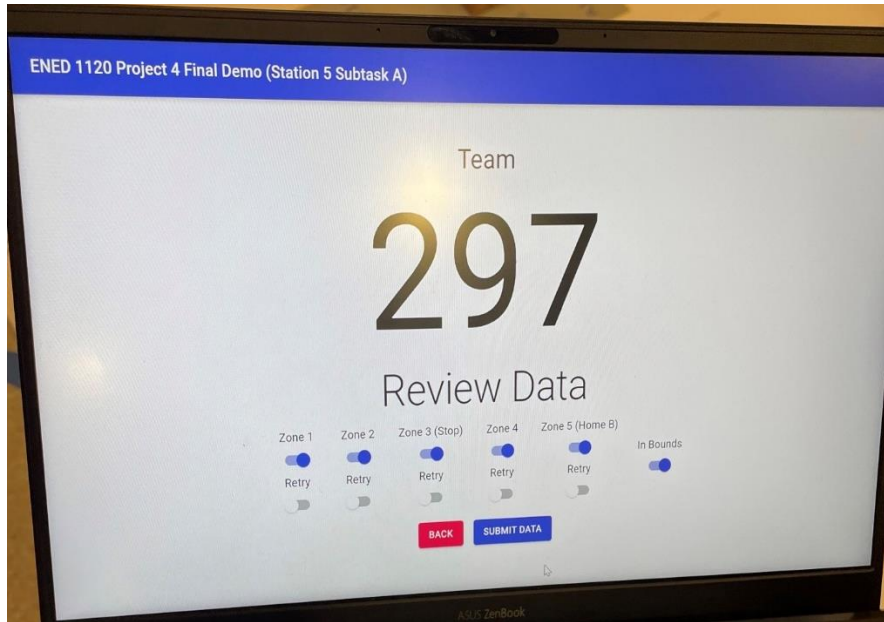 ENED 1120 Project 4 Final Demo (Station 5 Subtask A)
Team
297
Review Data
Zone 1 Zone 2 Zone 3 (Stop) Zone 4 Zone 5 (Home B) In Bounds
Retry Retry Retry Retry Retry
BACK SUBMIT DATA
ASUS ZenBook